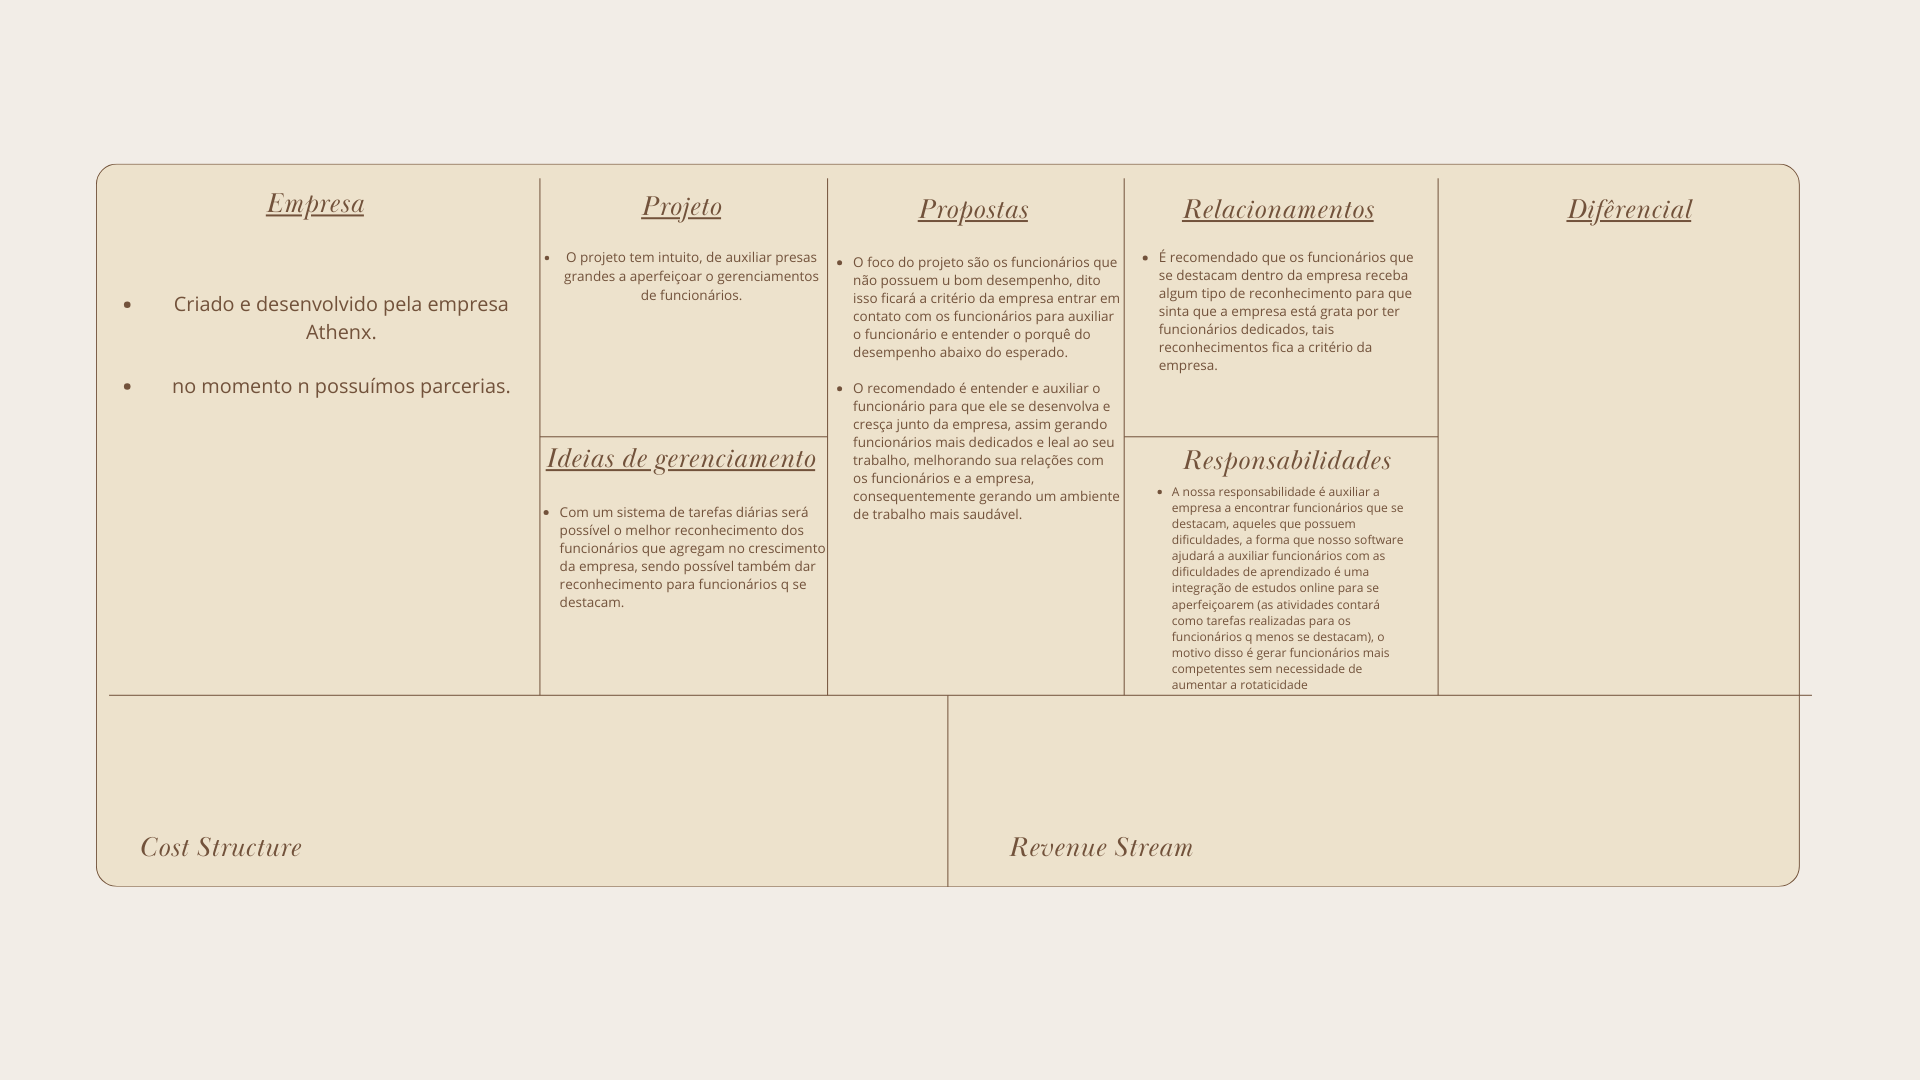 Empresa
Criado e desenvolvido pela empresa
Athenx.
no momento n possuímos parcerias.
Projeto
O projeto tem intuito, de auxiliar presas
grandes a aperfeiçoar o gerenciamentos
de funcionários.
Ideias de gerenciamento
Com um sistema de tarefas diárias será
possível o melhor reconhecimento dos
funcionários que agregam no crescimento
da empresa, sendo possível também dar
reconhecimento para funcionários q se
destacam.
Propostas
O foco do projeto são os funcionários que
não possuem u bom desempenho, dito
isso ficará a critério da empresa entrar em
contato com os funcionários para auxiliar
o funcionário e entender o porquê do
desempenho abaixo do esperado.
O recomendado é entender e auxiliar o
funcionário para que ele se desenvolva e
cresça junto da empresa, assim gerando
funcionários mais dedicados e leal ao seu
trabalho, melhorando sua relações com
os funcionários e a empresa,
consequentemente gerando um ambiente
de trabalho mais saudável.
Relacionamentos
É recomendado que os funcionários que
se destacam dentro da empresa receba
algum tipo de reconhecimento para que
sinta que a empresa está grata por ter
funcionários dedicados, tais
reconhecimentos fica a critério da
empresa.
Responsabilidades
A nossa responsabilidade é auxiliar a
empresa a encontrar funcionários que se
destacam, aqueles que possuem
dificuldades, a forma que nosso software
ajudará a auxiliar funcionários com as
dificuldades de aprendizado é uma
integração de estudos online para se
aperfeiçoarem (as atividades contará
como tarefas realizadas para os
funcionários q menos se destacam), o
motivo disso é gerar funcionários mais
competentes sem necessidade de
aumentar a rotaticidade
Difêrencial
Cost Structure
Revenue Stream